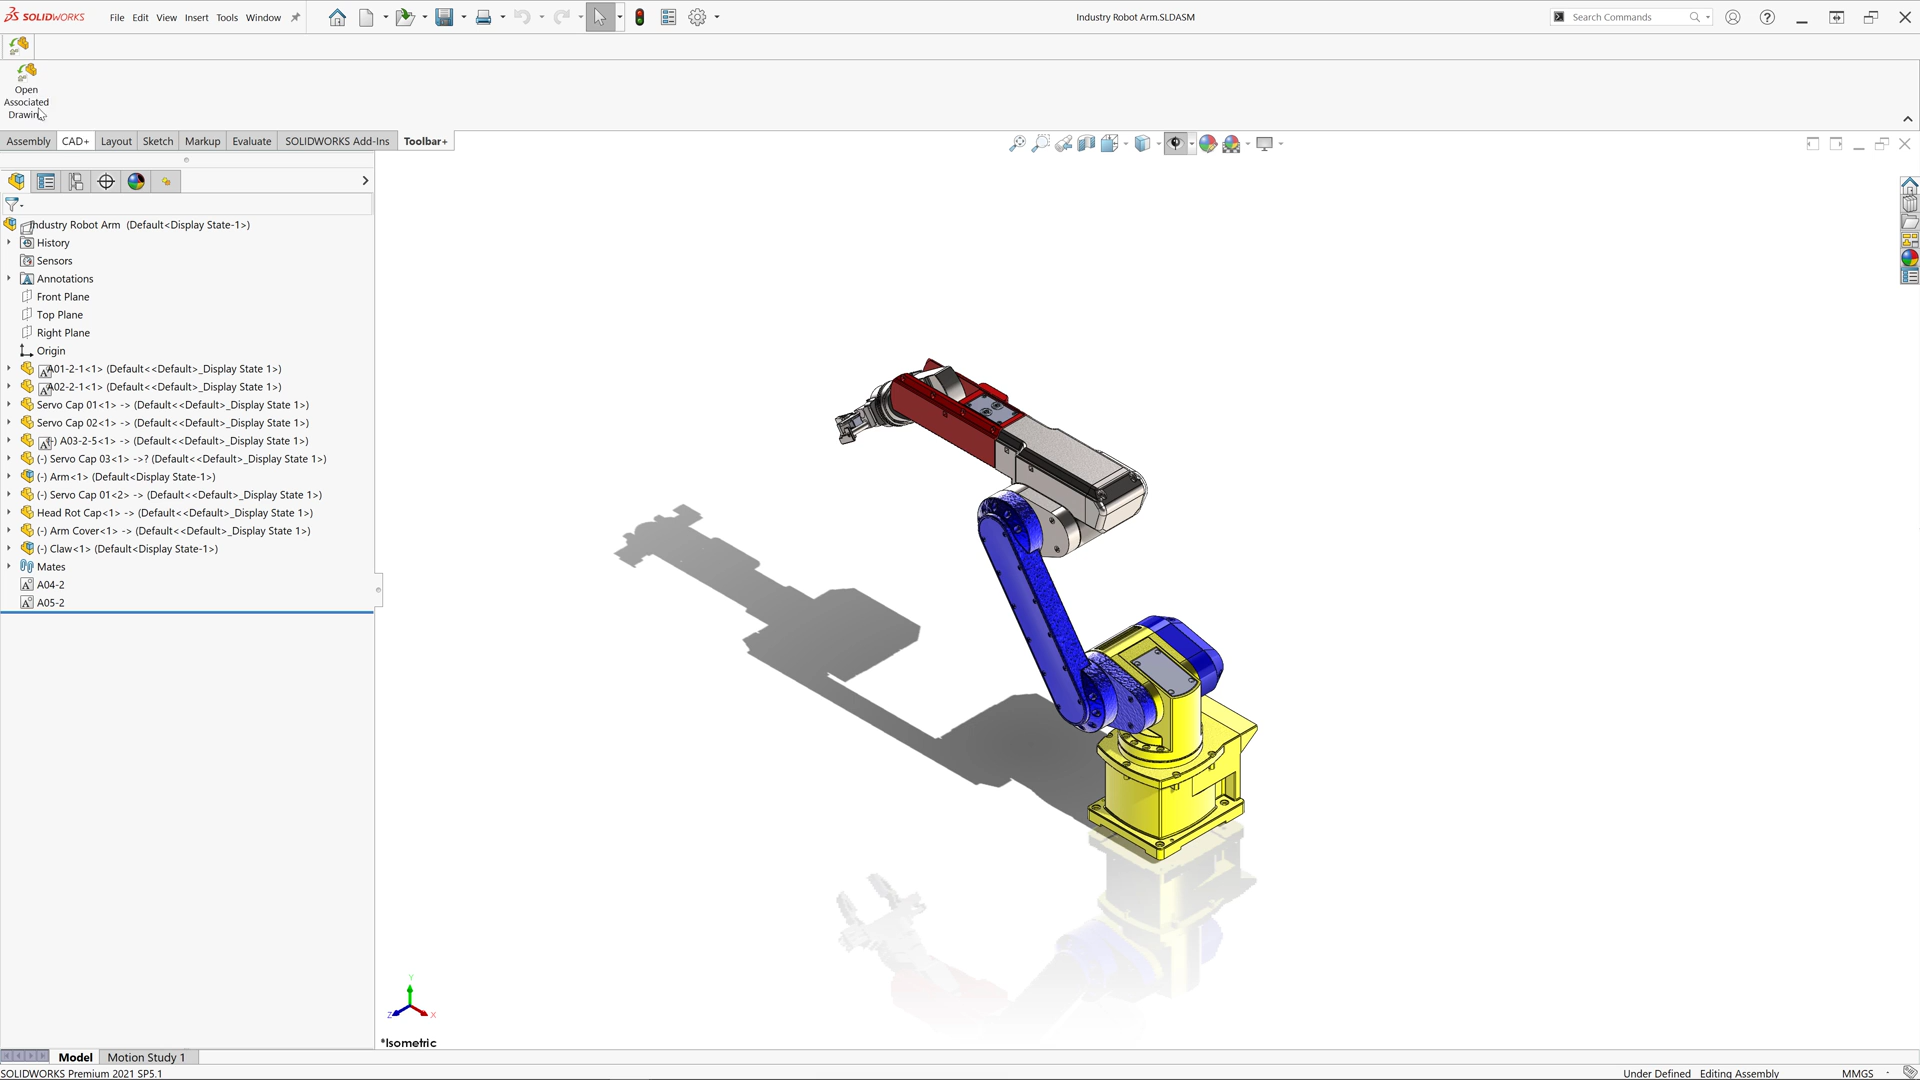 SOLIDWORKS File Edit View Insert Tools Window Industry Robot Arm.SLDASM Search Commands
Open
Associated
Drawin
Assembly CAD+ Layout Sketch Markup Evaluate SOLIDWORKS Add-Ins Toolbar+
Industry Robot Arm (Default<Display State-1>)
History
Sensors
Annotations
Front Plane
Top Plane
Right Plane
Origin
A01-2-1<1> (Default<<Default>_Display State 1>)
A02-2-1<1> (Default<<Default>_Display State 1>)
Servo Cap 01<1> -> (Default<<Default>_Display State 1>)
Servo Cap 02<1> -> (Default<<Default>_Display State 1>)
(-) A03-2-5<1> -> (Default<<Default>_Display State 1>)
(-) Servo Cap 03<1> ->? (Default<<Default>_Display State 1>)
(-) Arm<1> (Default<Display State-1>)
(-) Servo Cap 01<2> -> (Default<<Default>_Display State 1>)
Head Rot Cap<1> -> (Default<<Default>_Display State 1>)
(-) Arm Cover<1> -> (Default<<Default>_Display State 1>)
(-) Claw<1> (Default<Display State-1>)
Mates
A04-2
A05-2
Y
Z X
*Isometric
Model Motion Study 1
SOLIDWORKS Premium 2021 SP5.1 Under Defined Editing Assembly MMGS